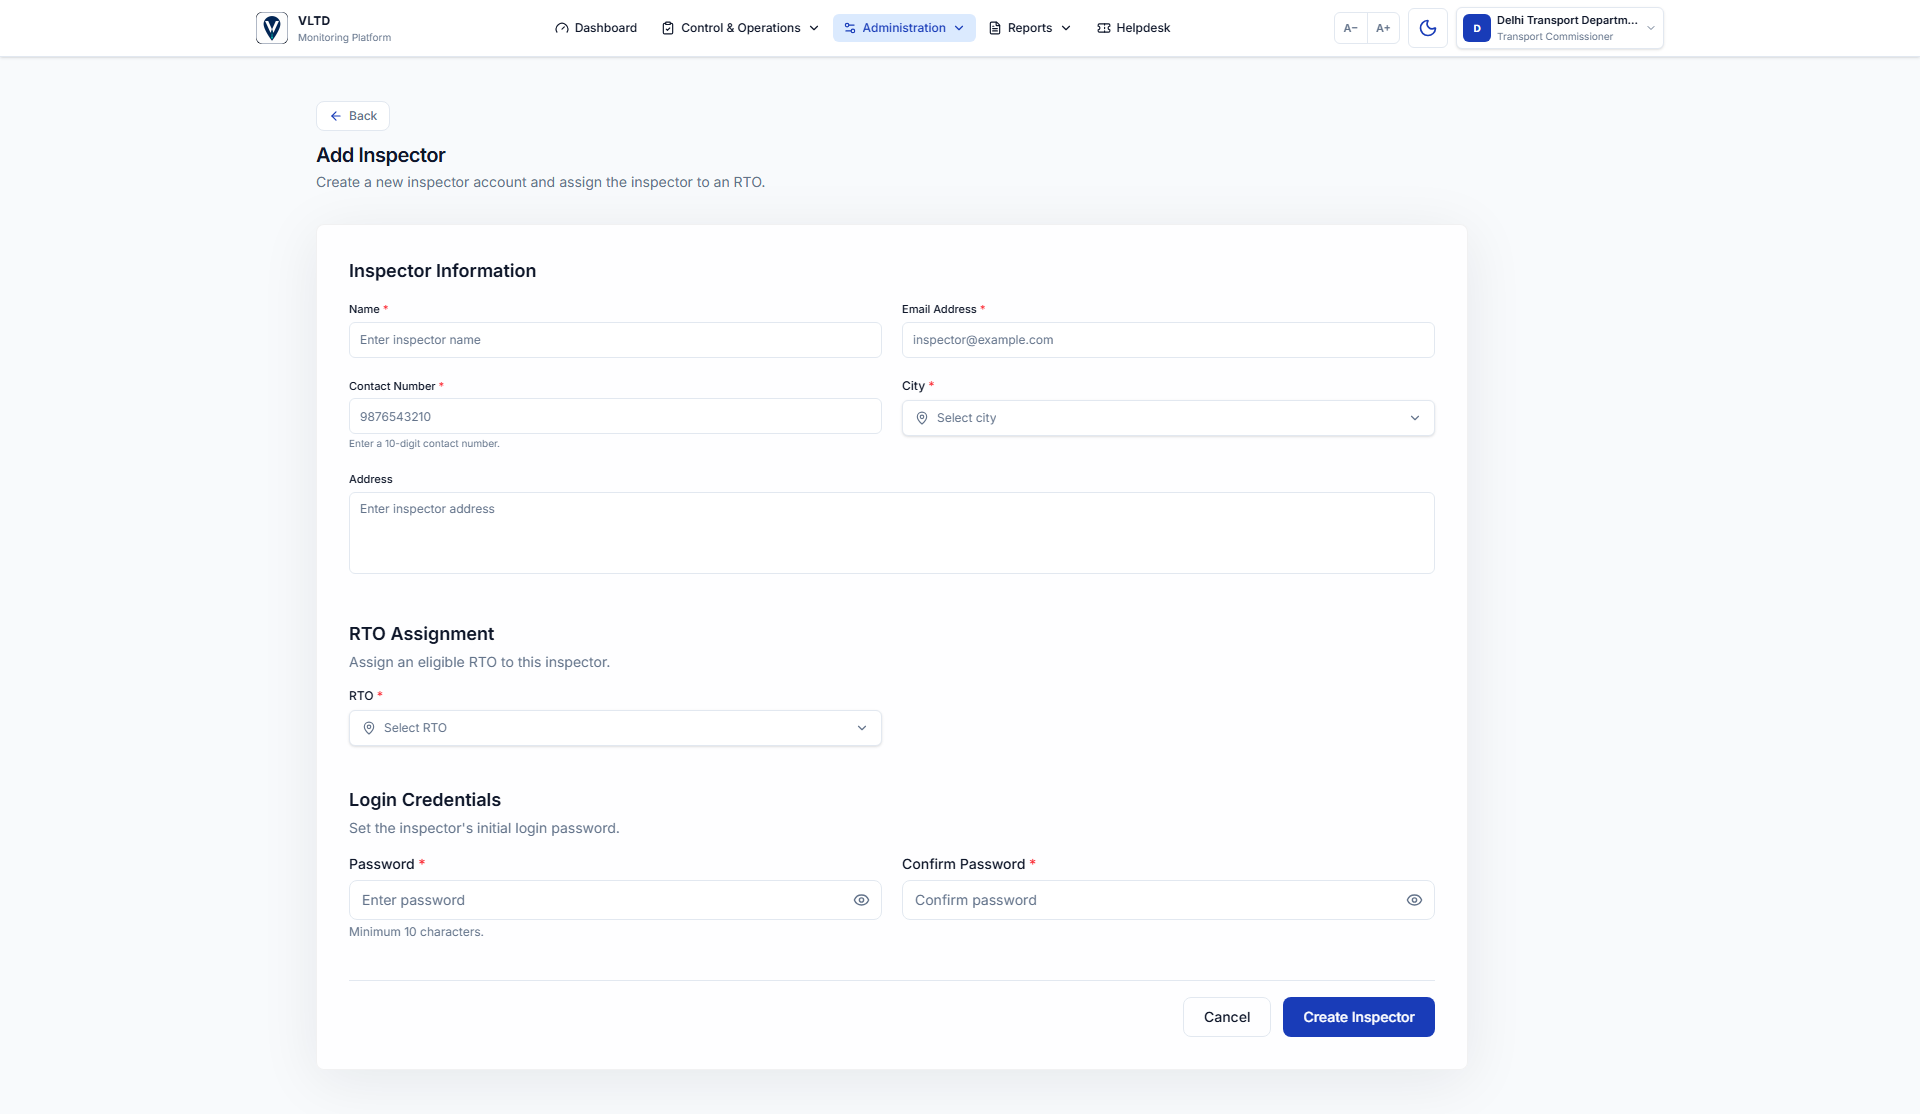 VLTD
Monitoring Platform
Dashboard
Control & Operations
Administration
Reports
Helpdesk
A−
A+
D
Delhi Transport Departm...
Transport Commissioner
Back
Add Inspector
Create a new inspector account and assign the inspector to an RTO.
Inspector Information
Name *
Email Address *
Enter inspector name
inspector@example.com
Contact Number *
City *
9876543210
Select city
Enter a 10-digit contact number.
Address
Enter inspector address
RTO Assignment
Assign an eligible RTO to this inspector.
RTO *
Select RTO
Login Credentials
Set the inspector's initial login password.
Password *
Confirm Password *
Enter password
Confirm password
Minimum 10 characters.
Cancel
Create Inspector